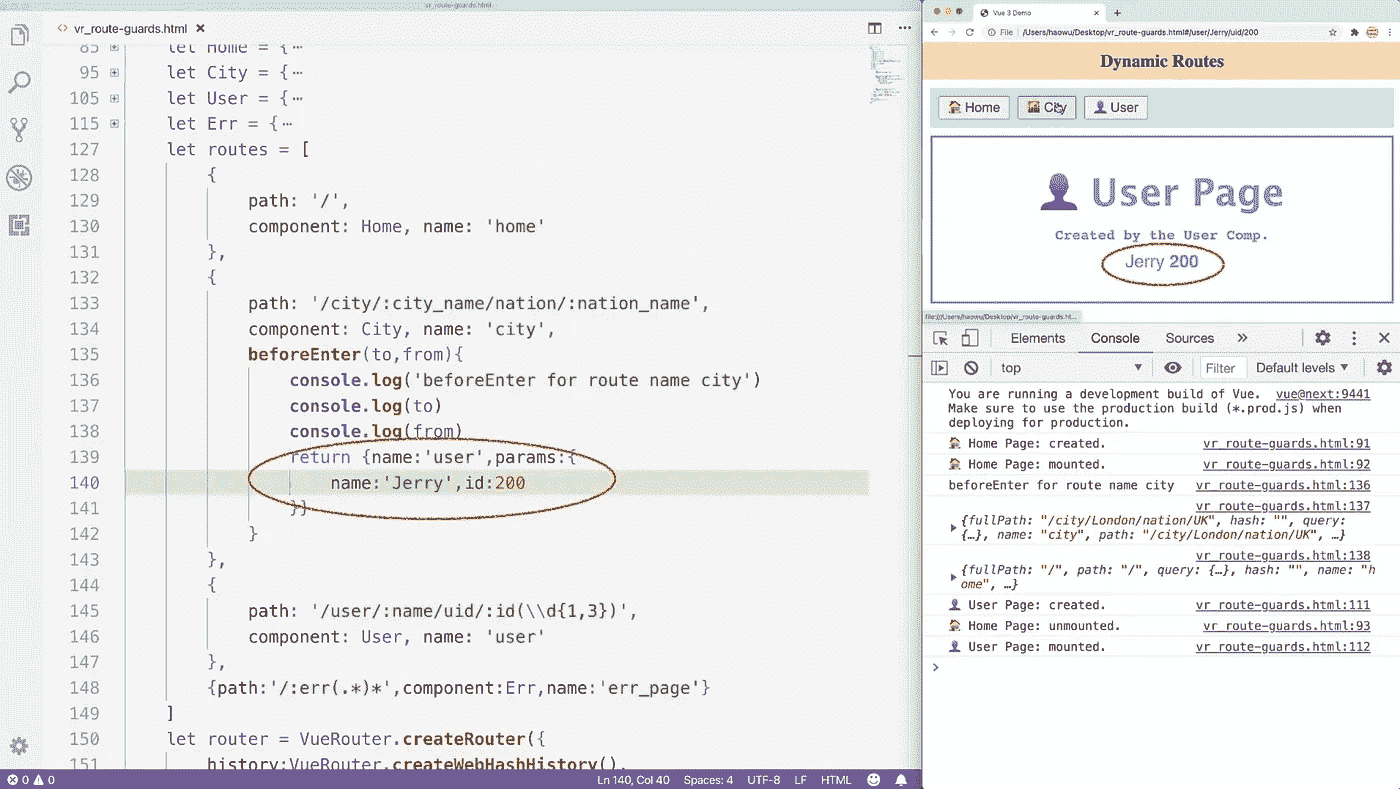 vr_route-guards.html
vr_route-guards.html
85 let Home = {…
95 let City = {…
105 let User = {…
115 let Err = {…
127 let routes = [
128 {
129 path: '/',
130 component: Home, name: 'home'
131 },
132 {
133 path: '/city/:city_name/nation/:nation_name',
134 component: City, name: 'city',
135 beforeEnter(to,from){
136 console.log('beforeEnter for route name city')
137 console.log(to)
138 console.log(from)
139 return {name:'user',params:{
140 name:'Jerry',id:200
141 }}
142 }
143 },
144 {
145 path: '/user/:name/uid/:id(\\d{1,3})',
146 component: User, name: 'user'
147 },
148 {path:'/:err(.*)*',component:Err,name:'err_page'}
149 ]
150 let router = VueRouter.createRouter({
151 history:VueRouter.createWebHashHistory(),
0 0 Ln 140, Col 40 Spaces: 4 UTF-8 LF HTML
Vue 3 Demo
File /Users/haowu/Desktop/vr_route-guards.html#/user/Jerry/uid/200
Dynamic Routes
Home City User
User Page
Created by the User Comp.
Jerry 200
file:///Users/haowu/Desktop/vr_route-guards.ht...
Elements Console Sources »
top Filter Default levels
You are running a development build of Vue. vue@next:9441
Make sure to use the production build (*.prod.js) when
deploying for production.
Home Page: created. vr_route-guards.html:91
Home Page: mounted. vr_route-guards.html:92
beforeEnter for route name city vr_route-guards.html:136
vr_route-guards.html:137
{fullPath: "/city/London/nation/UK", hash: "", query:
{…}, name: "city", path: "/city/London/nation/UK", …}
vr_route-guards.html:138
{fullPath: "/", path: "/", query: {…}, hash: "", name: "h
ome", …}
User Page: created. vr_route-guards.html:111
Home Page: unmounted. vr_route-guards.html:93
User Page: mounted. vr_route-guards.html:112